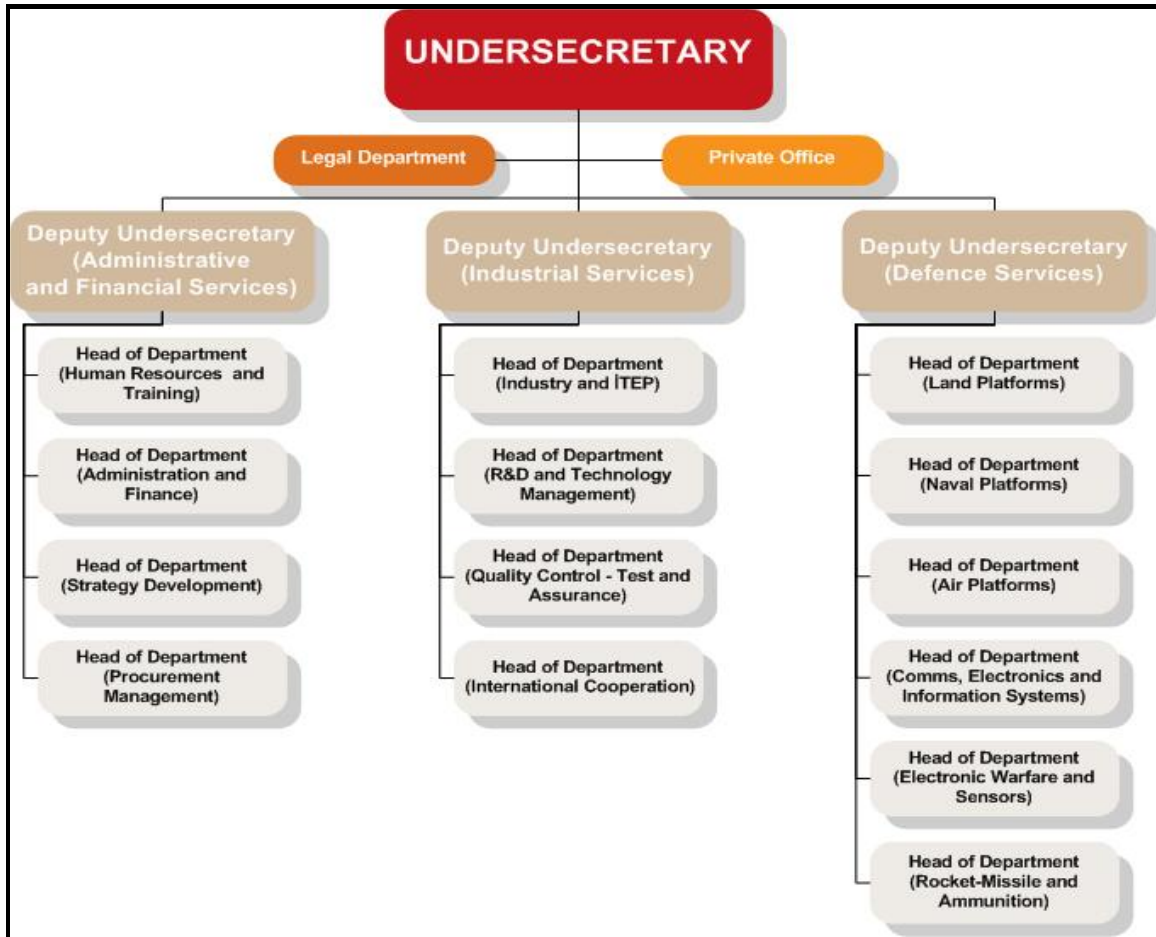 UNDERSECRETARY
Legal Department
Private Office
Deputy Undersecretary
(Administrative
and Financial Services)
Head of Department
(Human Resources and
Training)
Head of Department
(Administration and
Finance)
Head of Department
(Strategy Development)
Head of Department
(Procurement
Management)
Deputy Undersecretary
(Industrial Services)
Head of Department
(Industry and İTEP)
Head of Department
(R&D and Technology
Management)
Head of Department
(Quality Control - Test and
Assurance)
Head of Department
(International Cooperation)
Deputy Undersecretary
(Defence Services)
Head of Department
(Land Platforms)
Head of Department
(Naval Platforms)
Head of Department
(Air Platforms)
Head of Department
(Comms, Electronics and
Information Systems)
Head of Department
(Electronic Warfare and
Sensors)
Head of Department
(Rocket-Missile and
Ammunition)